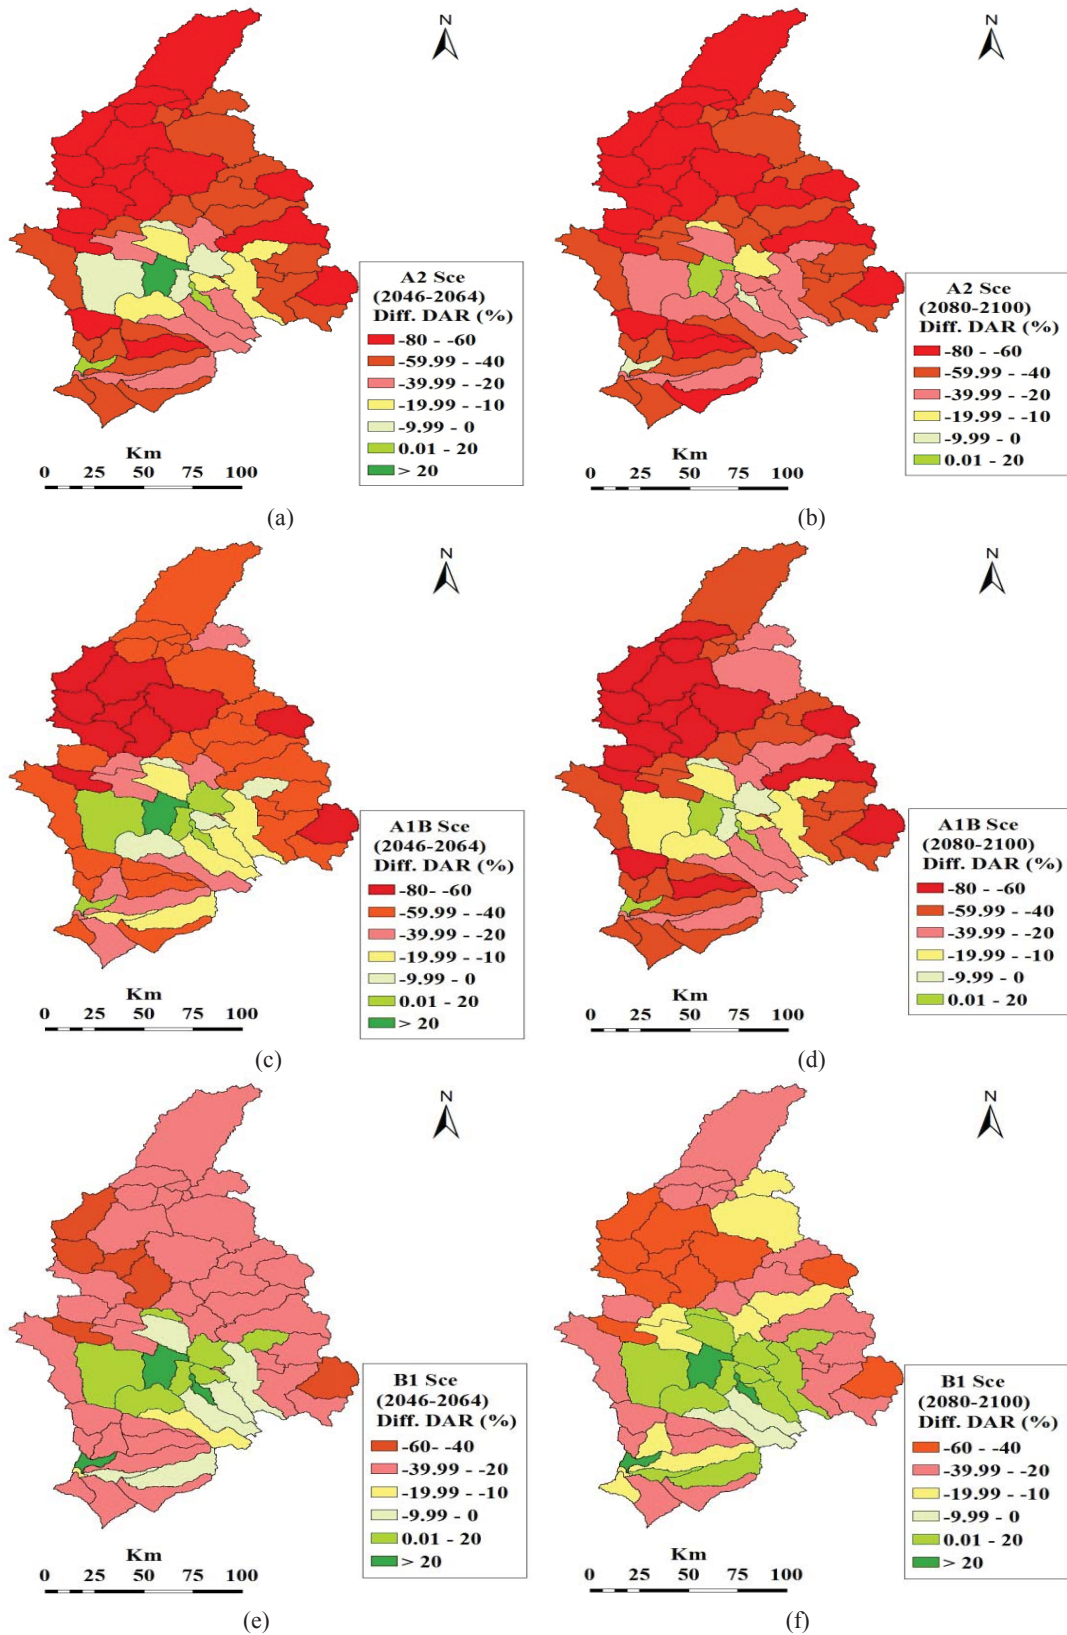 N
A2 Sce
(2046-2064)
Diff. DAR (%)
-80 - -60
-59.99 - -40
-39.99 - -20
-19.99 - -10
-9.99 - 0
0.01 - 20
> 20
Km
0 25 50 75 100
(a)
N
A2 Sce
(2080-2100)
Diff. DAR (%)
-80 - -60
-59.99 - -40
-39.99 - -20
-19.99 - -10
-9.99 - 0
0.01 - 20
Km
0 25 50 75 100
(b)
N
A1B Sce
(2046-2064)
Diff. DAR (%)
-80- -60
-59.99 - -40
-39.99 - -20
-19.99 - -10
-9.99 - 0
0.01 - 20
> 20
Km
0 25 50 75 100
(c)
N
A1B Sce
(2080-2100)
Diff. DAR (%)
-80 - -60
-59.99 - -40
-39.99 - -20
-19.99 - -10
-9.99 - 0
0.01 - 20
Km
0 25 50 75 100
(d)
N
B1 Sce
(2046-2064)
Diff. DAR (%)
-60- -40
-39.99 - -20
-19.99 - -10
-9.99 - 0
0.01 - 20
> 20
Km
0 25 50 75 100
(e)
N
B1 Sce
(2080-2100)
Diff. DAR (%)
-60 - -40
-39.99 - -20
-19.99 - -10
-9.99 - 0
0.01 - 20
> 20
Km
0 25 50 75 100
(f)